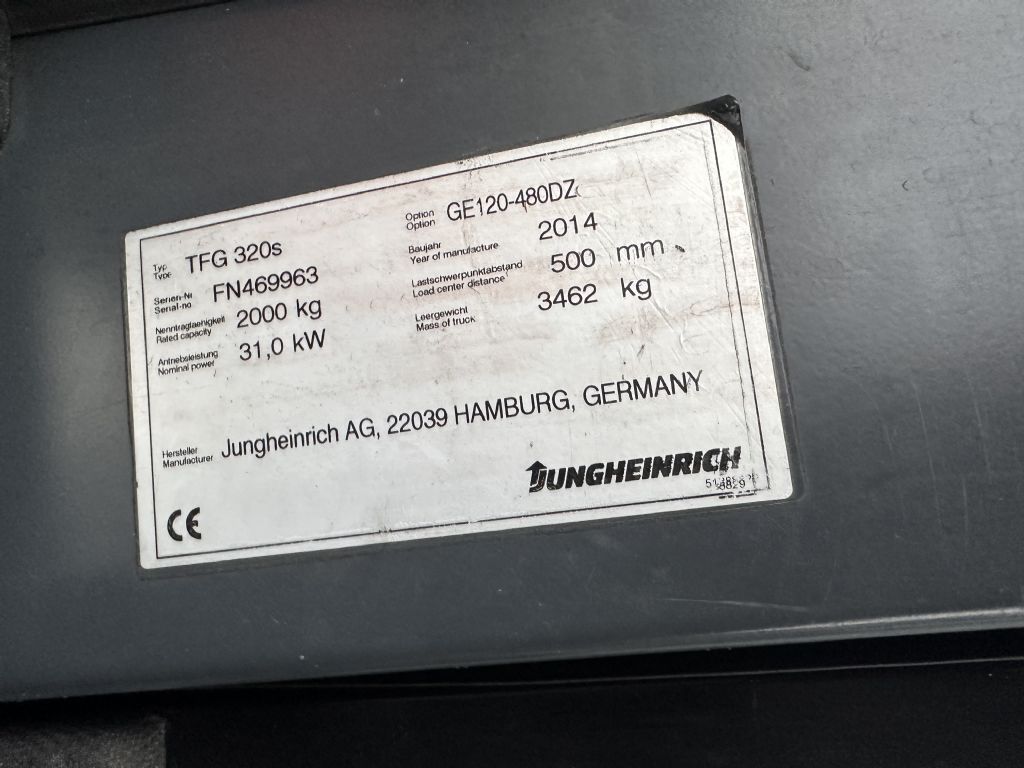 Typ TFG 320s
Type
Option GE120-480DZ
Option
Serien-Nr. FN469963
Serial-no.
Baujahr 2014
Year of manufacture
Nenntragfaehigkeit 2000 kg
Rated capacity
Lastschwerpunktabstand 500 mm
Load center distance
Antriebsleistung 31,0 kW
Nominal power
Leergewicht 3462 kg
Mass of truck
Hersteller Jungheinrich AG, 22039 HAMBURG, GERMANY
Manufacturer
JUNGHEINRICH
CE